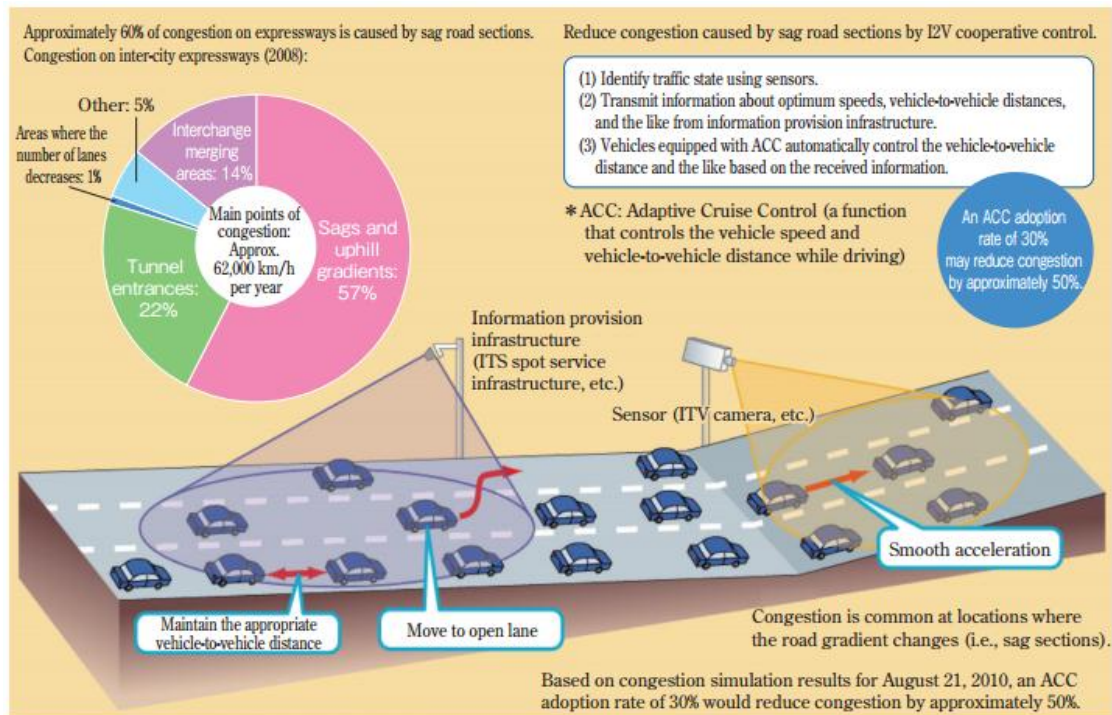 Approximately 60% of congestion on expressways is caused by sag road sections.
Congestion on inter-city expressways (2008):
Other: 5%
Areas where the
number of lanes
decreases: 1%
Interchange
merging
areas: 14%
Main points of
congestion:
Approx.
62,000 km/h
per year
Sags and
uphill
gradients:
57%
Tunnel
entrances:
22%
Reduce congestion caused by sag road sections by I2V cooperative control.
(1) Identify traffic state using sensors.
(2) Transmit information about optimum speeds, vehicle-to-vehicle distances,
and the like from information provision infrastructure.
(3) Vehicles equipped with ACC automatically control the vehicle-to-vehicle
distance and the like based on the received information.
* ACC: Adaptive Cruise Control (a function
that controls the vehicle speed and
vehicle-to-vehicle distance while driving)
An ACC adoption
rate of 30%
may reduce congestion
by approximately 50%.
Information provision
infrastructure
(ITS spot service
infrastructure, etc.)
Sensor (ITV camera, etc.)
Smooth acceleration
Maintain the appropriate
vehicle-to-vehicle distance
Move to open lane
Congestion is common at locations where
the road gradient changes (i.e., sag sections).
Based on congestion simulation results for August 21, 2010, an ACC
adoption rate of 30% would reduce congestion by approximately 50%.